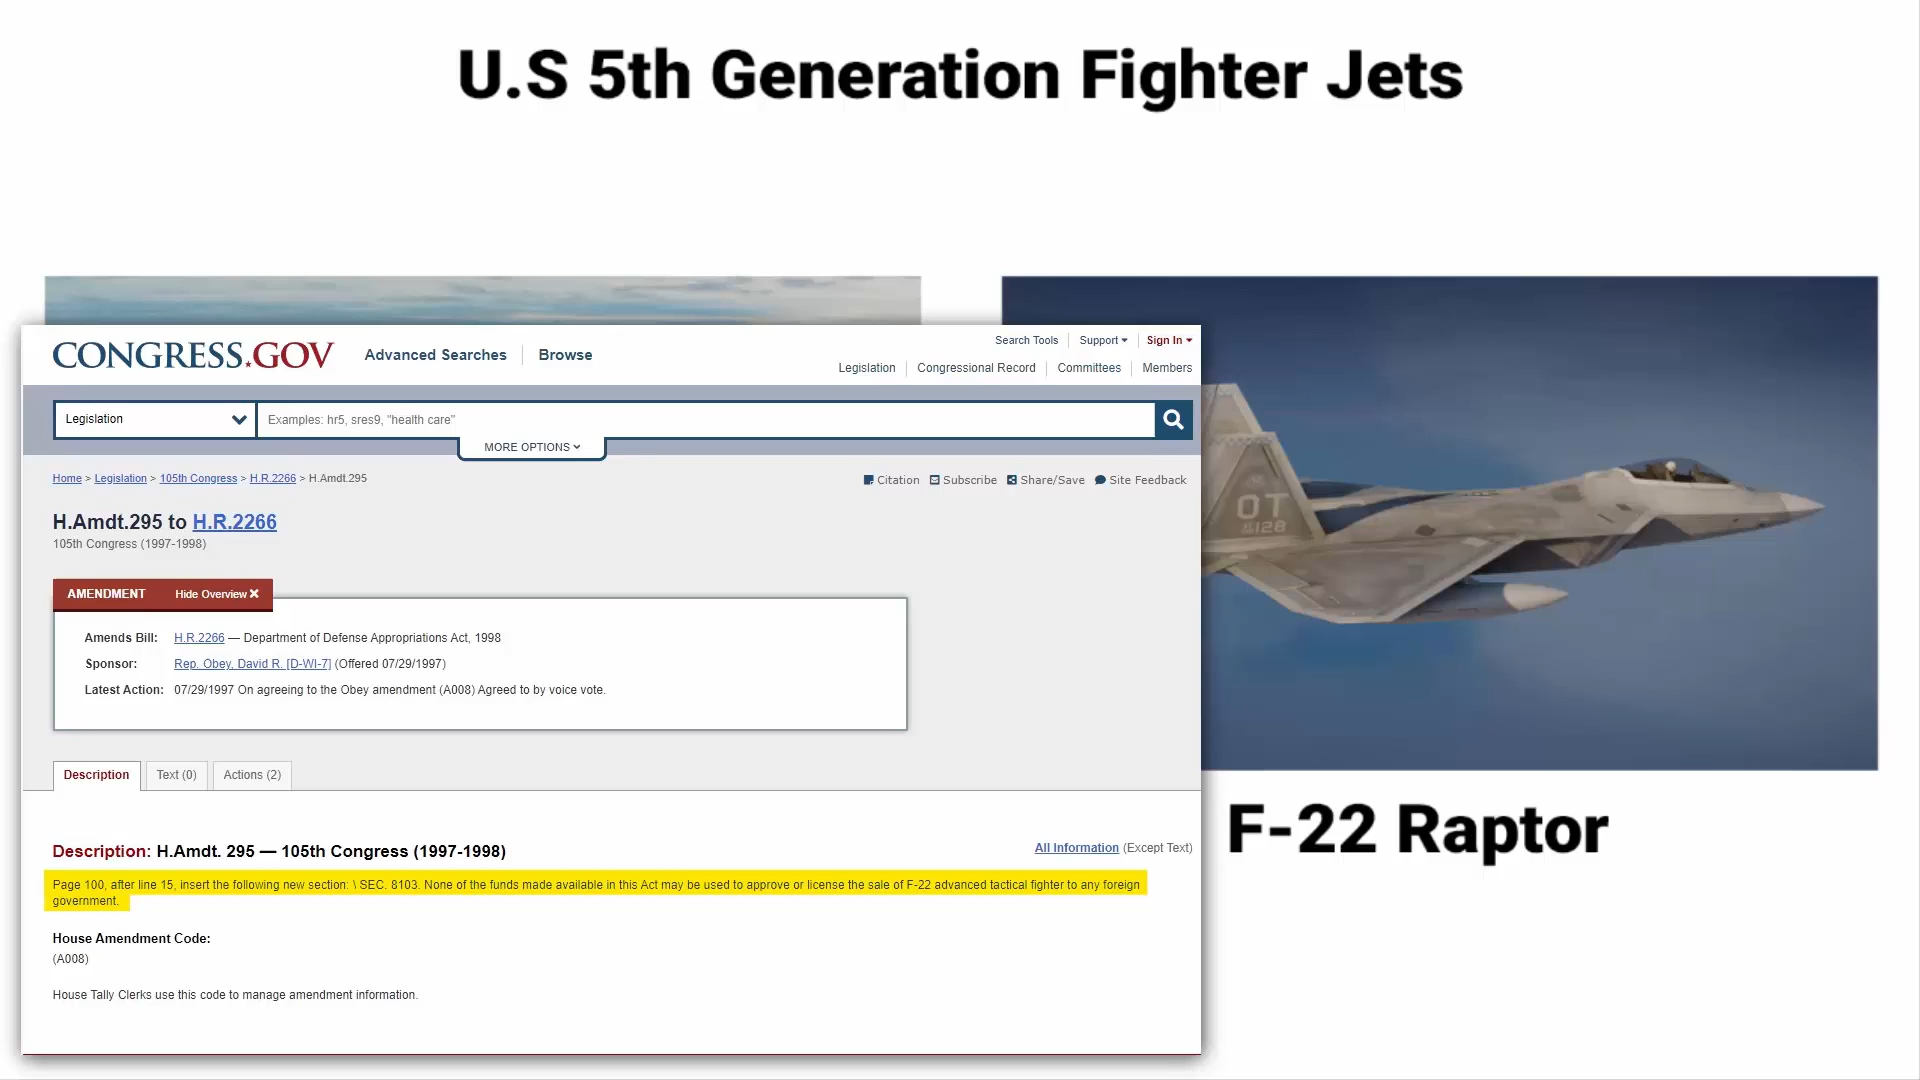 U.S 5th Generation Fighter Jets
CONGRESS.GOV Advanced Searches Browse
Search Tools Support Sign In
Legislation Congressional Record Committees Members
Legislation Examples: hr5, sres9, "health care"
MORE OPTIONS
Home > Legislation > 105th Congress > H.R.2266 > H.Amdt.295
Citation Subscribe Share/Save Site Feedback
H.Amdt.295 to H.R.2266
105th Congress (1997-1998)
AMENDMENT Hide Overview
Amends Bill: H.R.2266 — Department of Defense Appropriations Act, 1998
Sponsor: Rep. Obey, David R. [D-WI-7] (Offered 07/29/1997)
Latest Action: 07/29/1997 On agreeing to the Obey amendment (A008) Agreed to by voice vote.
Description Text (0) Actions (2)
Description: H.Amdt. 295 — 105th Congress (1997-1998)
All Information (Except Text)
Page 100, after line 15, insert the following new section: \ SEC. 8103. None of the funds made available in this Act may be used to approve or license the sale of F-22 advanced tactical fighter to any foreign
government.
House Amendment Code:
(A008)
House Tally Clerks use this code to manage amendment information.
OT
128
F-22 Raptor